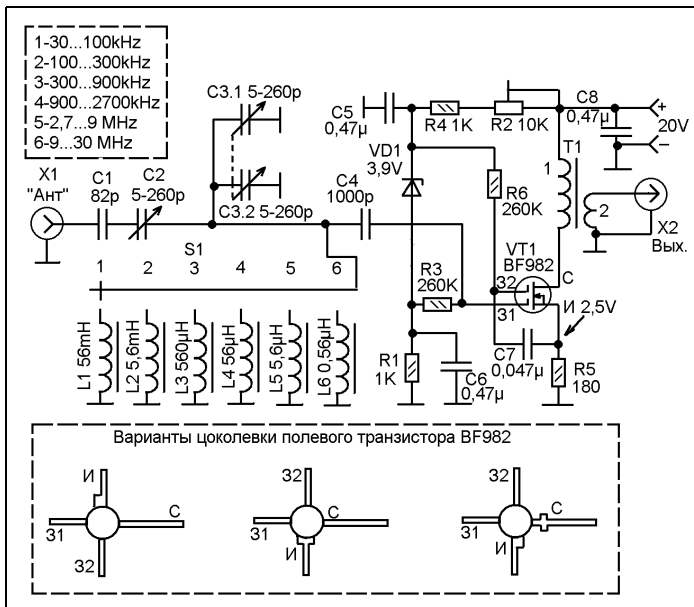 1-30...100kHz
2-100...300kHz
3-300...900kHz
4-900...2700kHz
5-2,7...9 MHz
6-9...30 MHz
X1
"Ант"
C1
82p
C2
5-260p
C3.1 5-260p
C3.2 5-260p
C4
1000p
C5
0,47µ
R4 1K
R2 10K
C8
0,47µ
+
20V
−
VD1
3,9V
R6
260K
T1
1
2
X2
Вых.
VT1
BF982
C
32
31
И 2,5V
R3
260K
S1
1
2
3
4
5
6
L1 56mH
L2 5,6mH
L3 560µH
L4 56µH
L5 5,6µH
L6 0,56µH
R1
1K
C6
0,47µ
C7
0,047µ
R5
180
Варианты цоколевки полевого транзистора BF982
И
С
31
32
32
С
31
И
32
С
31
И